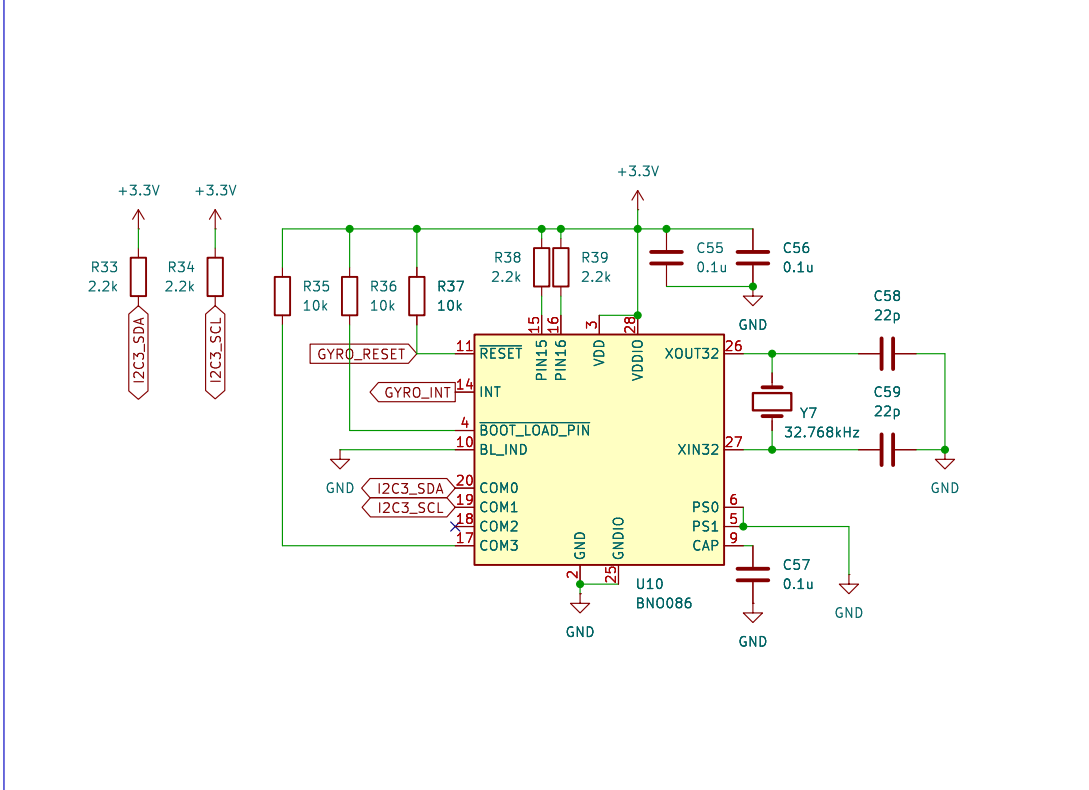 +3.3V
+3.3V
+3.3V
R33
2.2k
R34
2.2k
I2C3_SDA
I2C3_SCL
R35
10k
R36
10k
R37
10k
R38
2.2k
R39
2.2k
C55
0.1u
C56
0.1u
GND
C58
22p
C59
22p
GND
Y7
32.768kHz
GYRO_RESET
11
RESET
GYRO_INT
14
INT
4
BOOT_LOAD_PIN
10
BL_IND
GND
I2C3_SDA
20
COM0
I2C3_SCL
19
COM1
18
COM2
17
COM3
15
PIN15
16
PIN16
3
VDD
28
VDDIO
XOUT32
26
XIN32
27
PS0
6
PS1
5
CAP
9
GND
2
GNDIO
25
GND
U10
BNO086
C57
0.1u
GND
GND